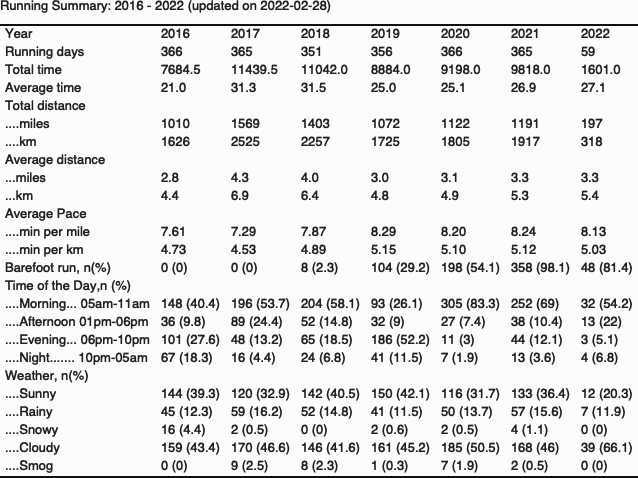 Running Summary: 2016 - 2022 (updated on 2022-02-28)
Year 2016 2017 2018 2019 2020 2021 2022
Running days 366 365 351 356 366 365 59
Total time 7684.5 11439.5 11042.0 8884.0 9198.0 9818.0 1601.0
Average time 21.0 31.3 31.5 25.0 25.1 26.9 27.1
Total distance
....miles 1010 1569 1403 1072 1122 1191 197
....km 1626 2525 2257 1725 1805 1917 318
Average distance
...miles 2.8 4.3 4.0 3.0 3.1 3.3 3.3
...km 4.4 6.9 6.4 4.8 4.9 5.3 5.4
Average Pace
....min per mile 7.61 7.29 7.87 8.29 8.20 8.24 8.13
....min per km 4.73 4.53 4.89 5.15 5.10 5.12 5.03
Barefoot run, n(%) 0 (0) 0 (0) 8 (2.3) 104 (29.2) 198 (54.1) 358 (98.1) 48 (81.4)
Time of the Day,n (%)
....Morning... 05am-11am 148 (40.4) 196 (53.7) 204 (58.1) 93 (26.1) 305 (83.3) 252 (69) 32 (54.2)
....Afternoon 01pm-06pm 36 (9.8) 89 (24.4) 52 (14.8) 32 (9) 27 (7.4) 38 (10.4) 13 (22)
....Evening... 06pm-10pm 101 (27.6) 48 (13.2) 65 (18.5) 186 (52.2) 11 (3) 44 (12.1) 3 (5.1)
....Night....... 10pm-05am 67 (18.3) 16 (4.4) 24 (6.8) 41 (11.5) 7 (1.9) 13 (3.6) 4 (6.8)
Weather, n(%)
....Sunny 144 (39.3) 120 (32.9) 142 (40.5) 150 (42.1) 116 (31.7) 133 (36.4) 12 (20.3)
....Rainy 45 (12.3) 59 (16.2) 52 (14.8) 41 (11.5) 50 (13.7) 57 (15.6) 7 (11.9)
....Snowy 16 (4.4) 2 (0.5) 0 (0) 2 (0.6) 2 (0.5) 4 (1.1) 0 (0)
....Cloudy 159 (43.4) 170 (46.6) 146 (41.6) 161 (45.2) 185 (50.5) 168 (46) 39 (66.1)
....Smog 0 (0) 9 (2.5) 8 (2.3) 1 (0.3) 7 (1.9) 2 (0.5) 0 (0)